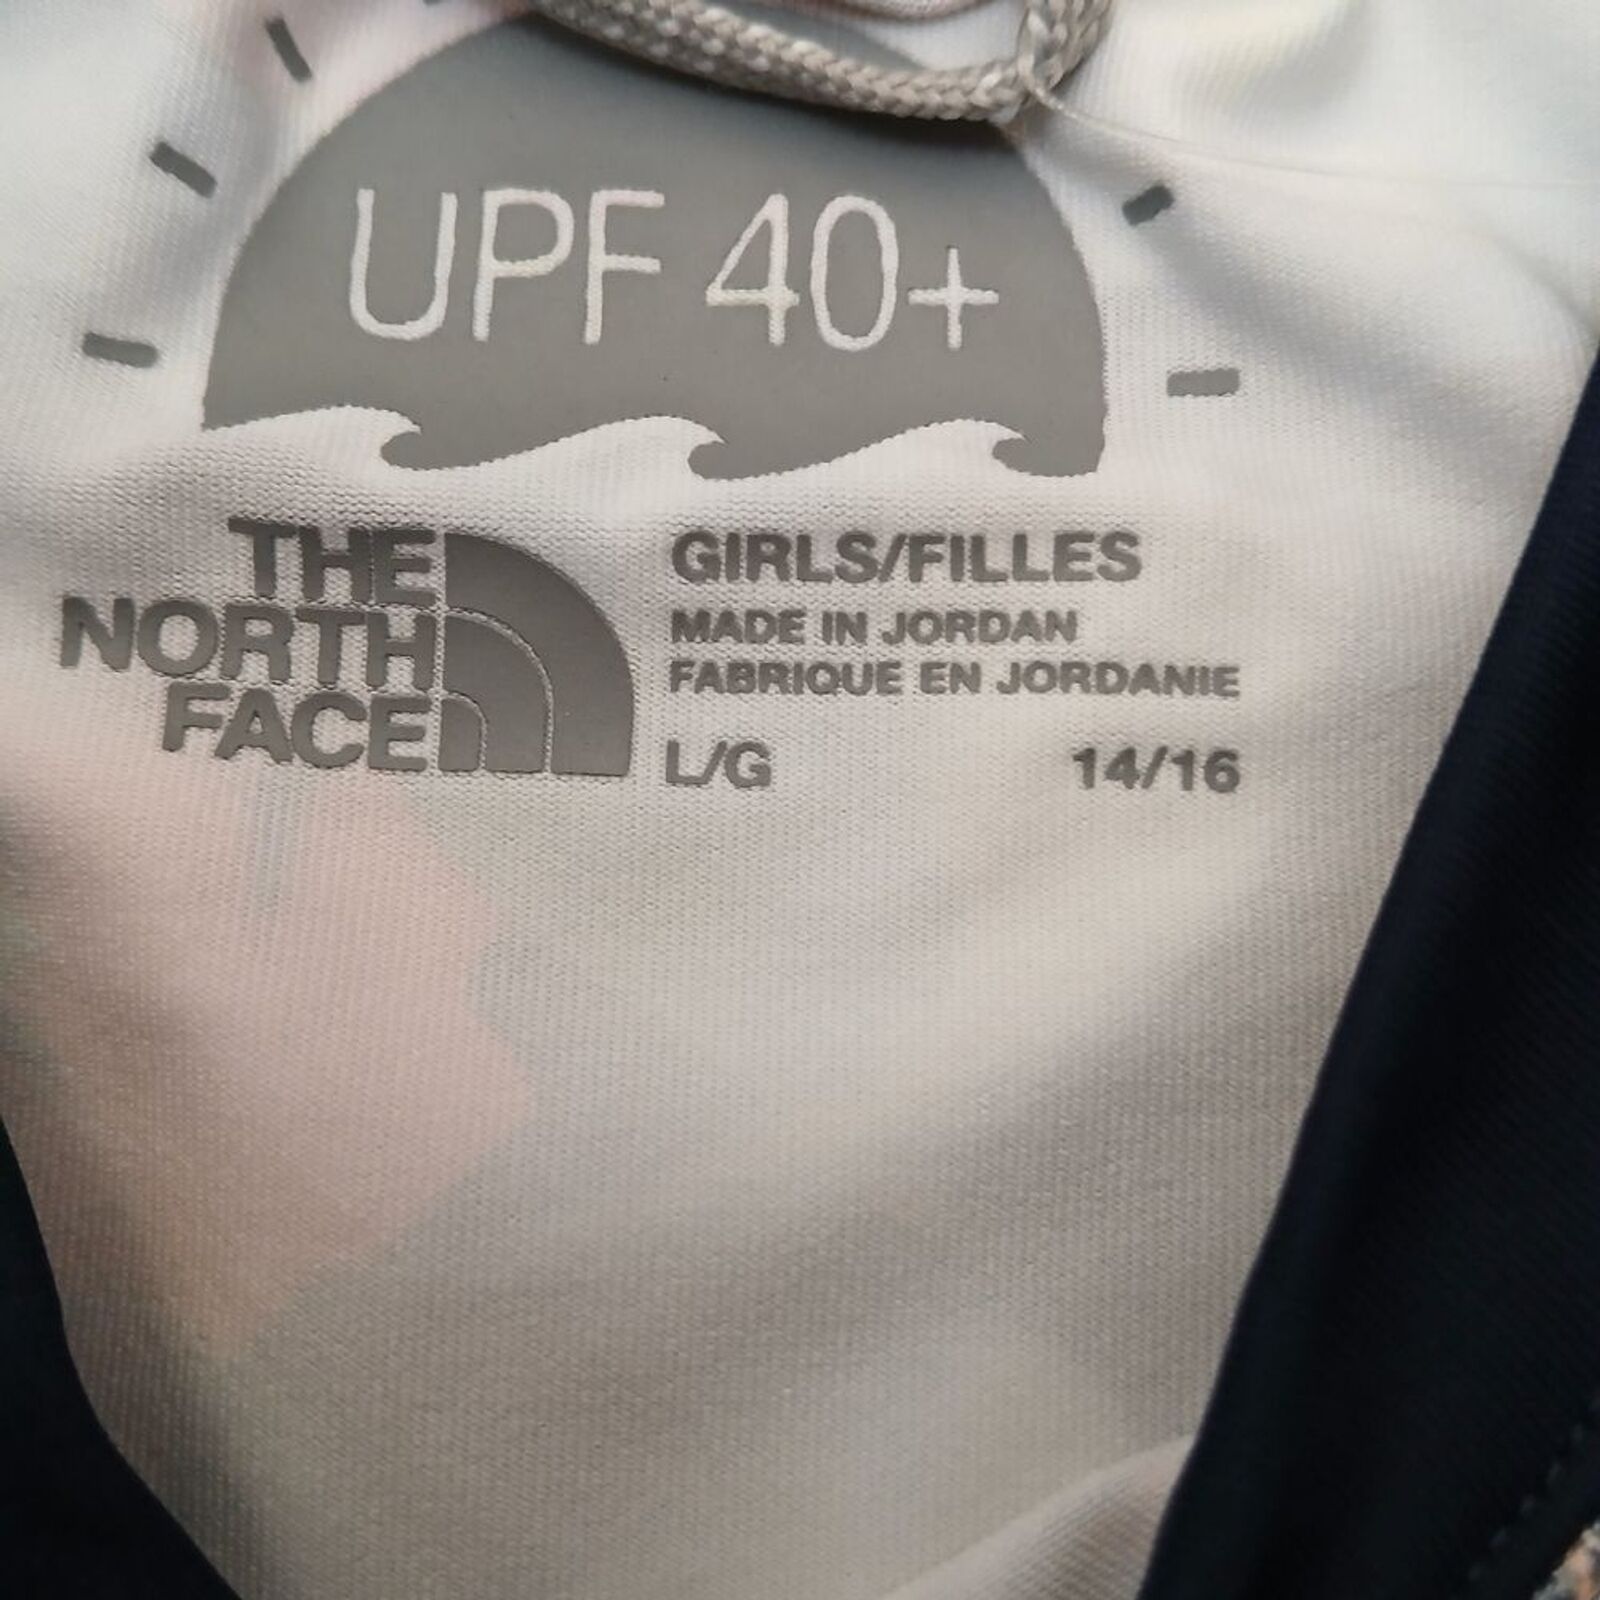 UPF 40+
THE
NORTH
FACE
GIRLS/FILLES
MADE IN JORDAN
FABRIQUE EN JORDANIE
L/G 14/16